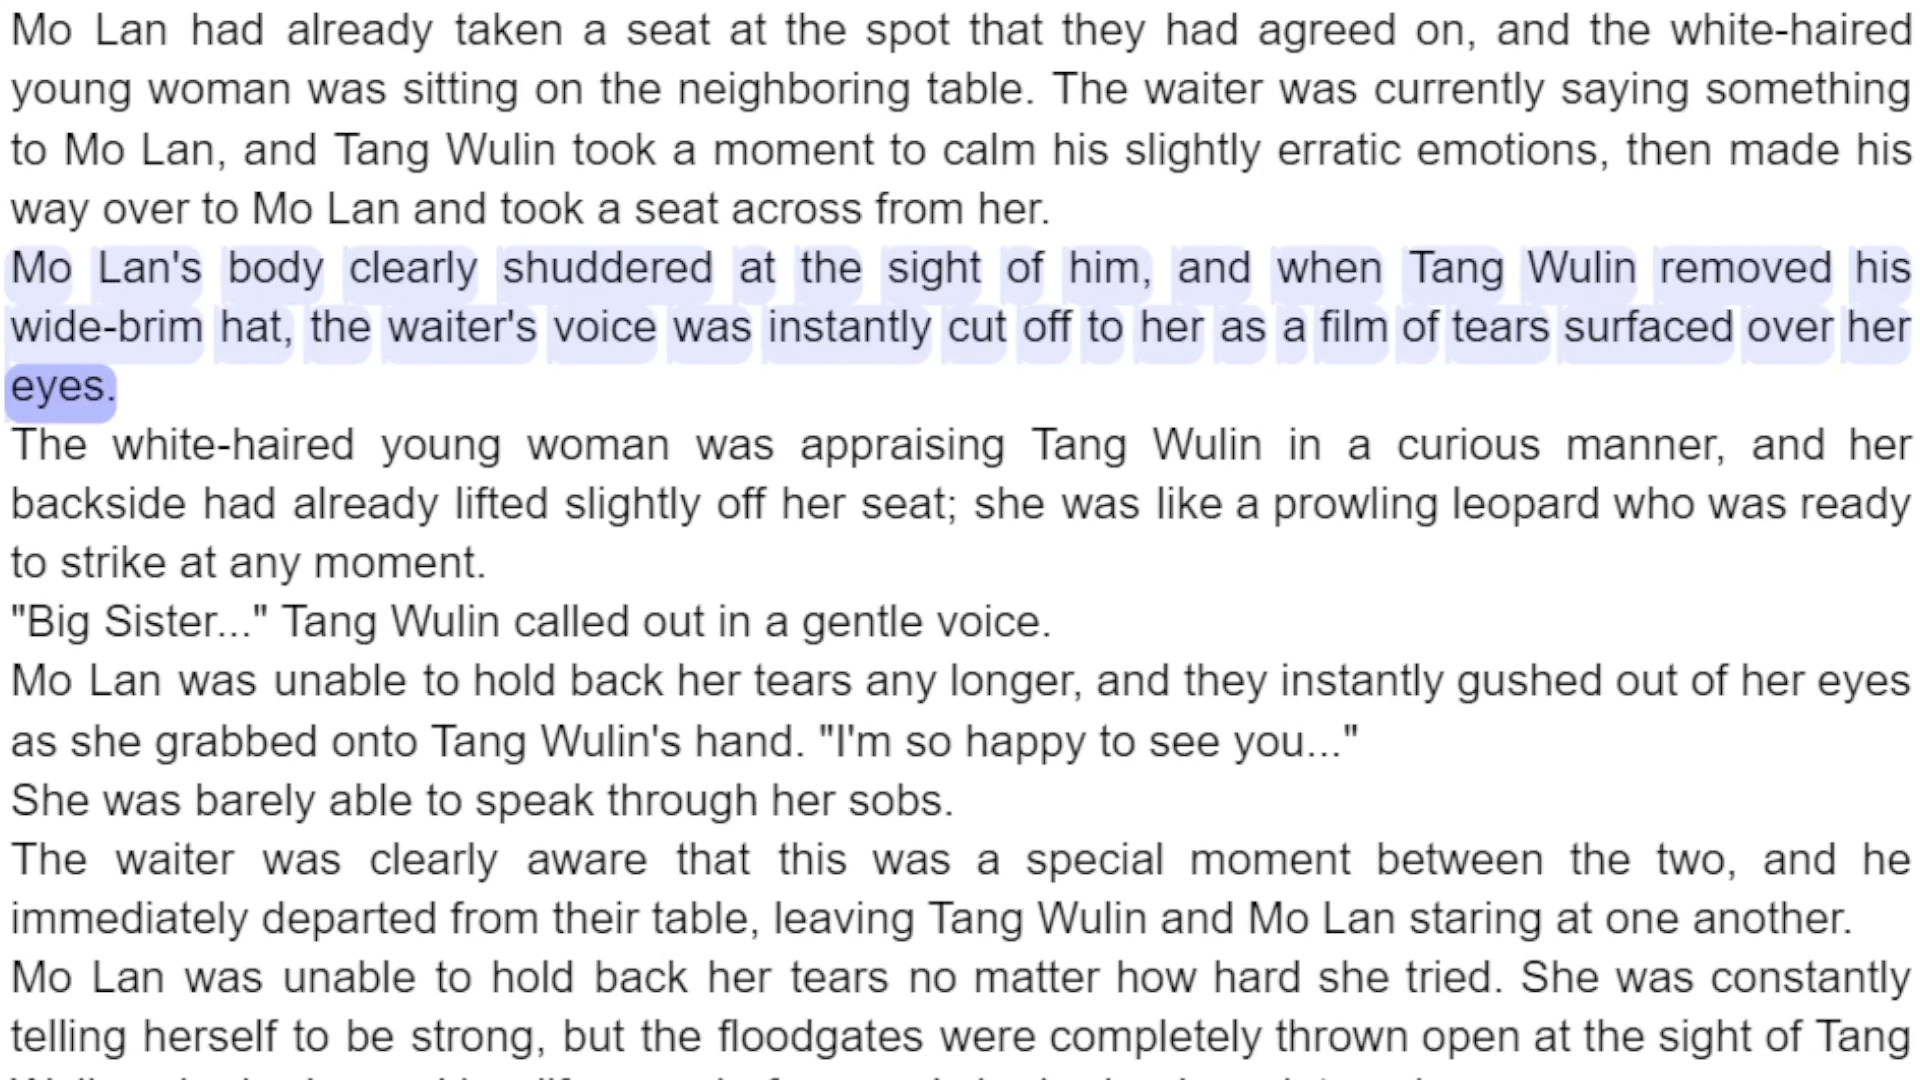 Mo Lan had already taken a seat at the spot that they had agreed on, and the white-haired
young woman was sitting on the neighboring table. The waiter was currently saying something
to Mo Lan, and Tang Wulin took a moment to calm his slightly erratic emotions, then made his
way over to Mo Lan and took a seat across from her.
Mo Lan's body clearly shuddered at the sight of him, and when Tang Wulin removed his
wide-brim hat, the waiter's voice was instantly cut off to her as a film of tears surfaced over her
eyes.
The white-haired young woman was appraising Tang Wulin in a curious manner, and her
backside had already lifted slightly off her seat; she was like a prowling leopard who was ready
to strike at any moment.
"Big Sister..." Tang Wulin called out in a gentle voice.
Mo Lan was unable to hold back her tears any longer, and they instantly gushed out of her eyes
as she grabbed onto Tang Wulin's hand. "I'm so happy to see you..."
She was barely able to speak through her sobs.
The waiter was clearly aware that this was a special moment between the two, and he
immediately departed from their table, leaving Tang Wulin and Mo Lan staring at one another.
Mo Lan was unable to hold back her tears no matter how hard she tried. She was constantly
telling herself to be strong, but the floodgates were completely thrown open at the sight of Tang